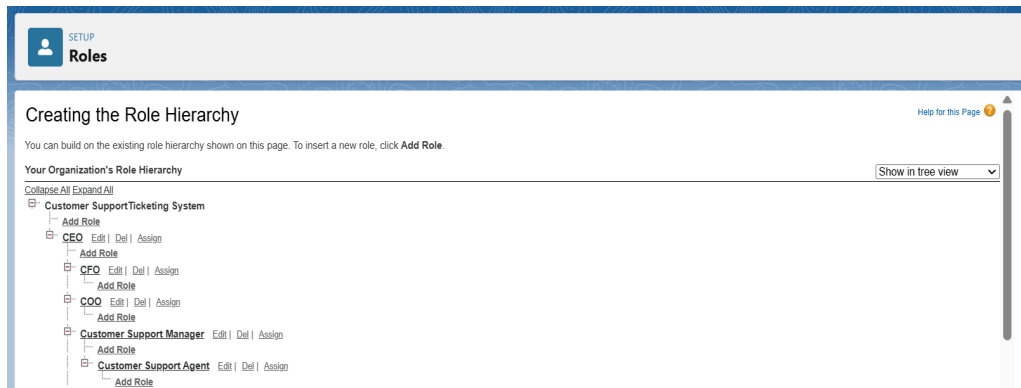 SETUP
Roles
Creating the Role Hierarchy
Help for this Page ?
You can build on the existing role hierarchy shown on this page. To insert a new role, click Add Role.
Your Organization's Role Hierarchy
Show in tree view
Collapse All Expand All
Customer SupportTicketing System
Add Role
CEO Edit | Del | Assign
Add Role
CFO Edit | Del | Assign
Add Role
COO Edit | Del | Assign
Add Role
Customer Support Manager Edit | Del | Assign
Add Role
Customer Support Agent Edit | Del | Assign
Add Role